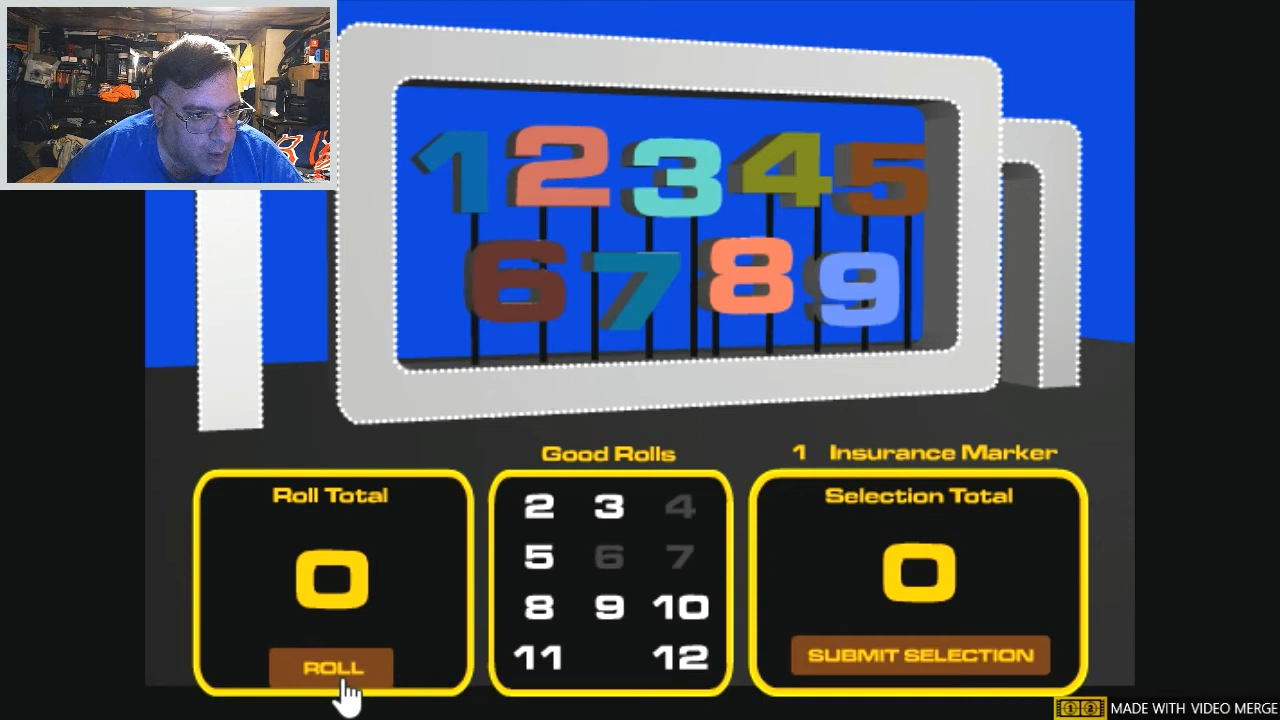 1 2 3 4 5
6 7 8 9
Good Rolls
1 Insurance Marker
Roll Total
0
ROLL
2 3 4
5 6 7
8 9 10
11 12
Selection Total
0
SUBMIT SELECTION
MADE WITH VIDEO MERGE